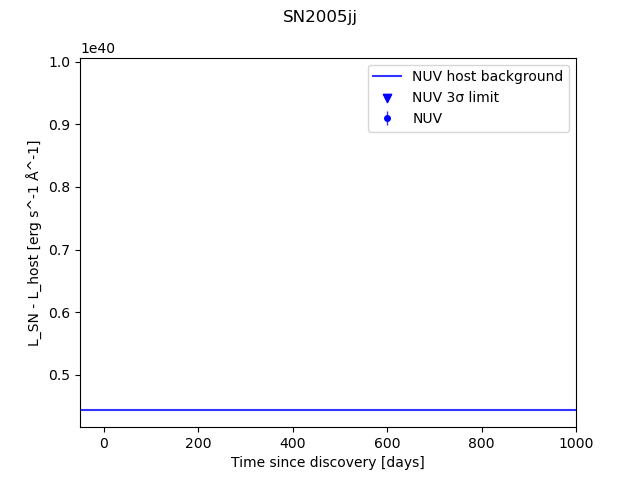 SN2005jj
1e40
1.0
0.9
0.8
0.7
0.6
0.5
L_SN - L_host [erg s^-1 Å^-1]
NUV host background
NUV 3σ limit
NUV
0 200 400 600 800 1000
Time since discovery [days]